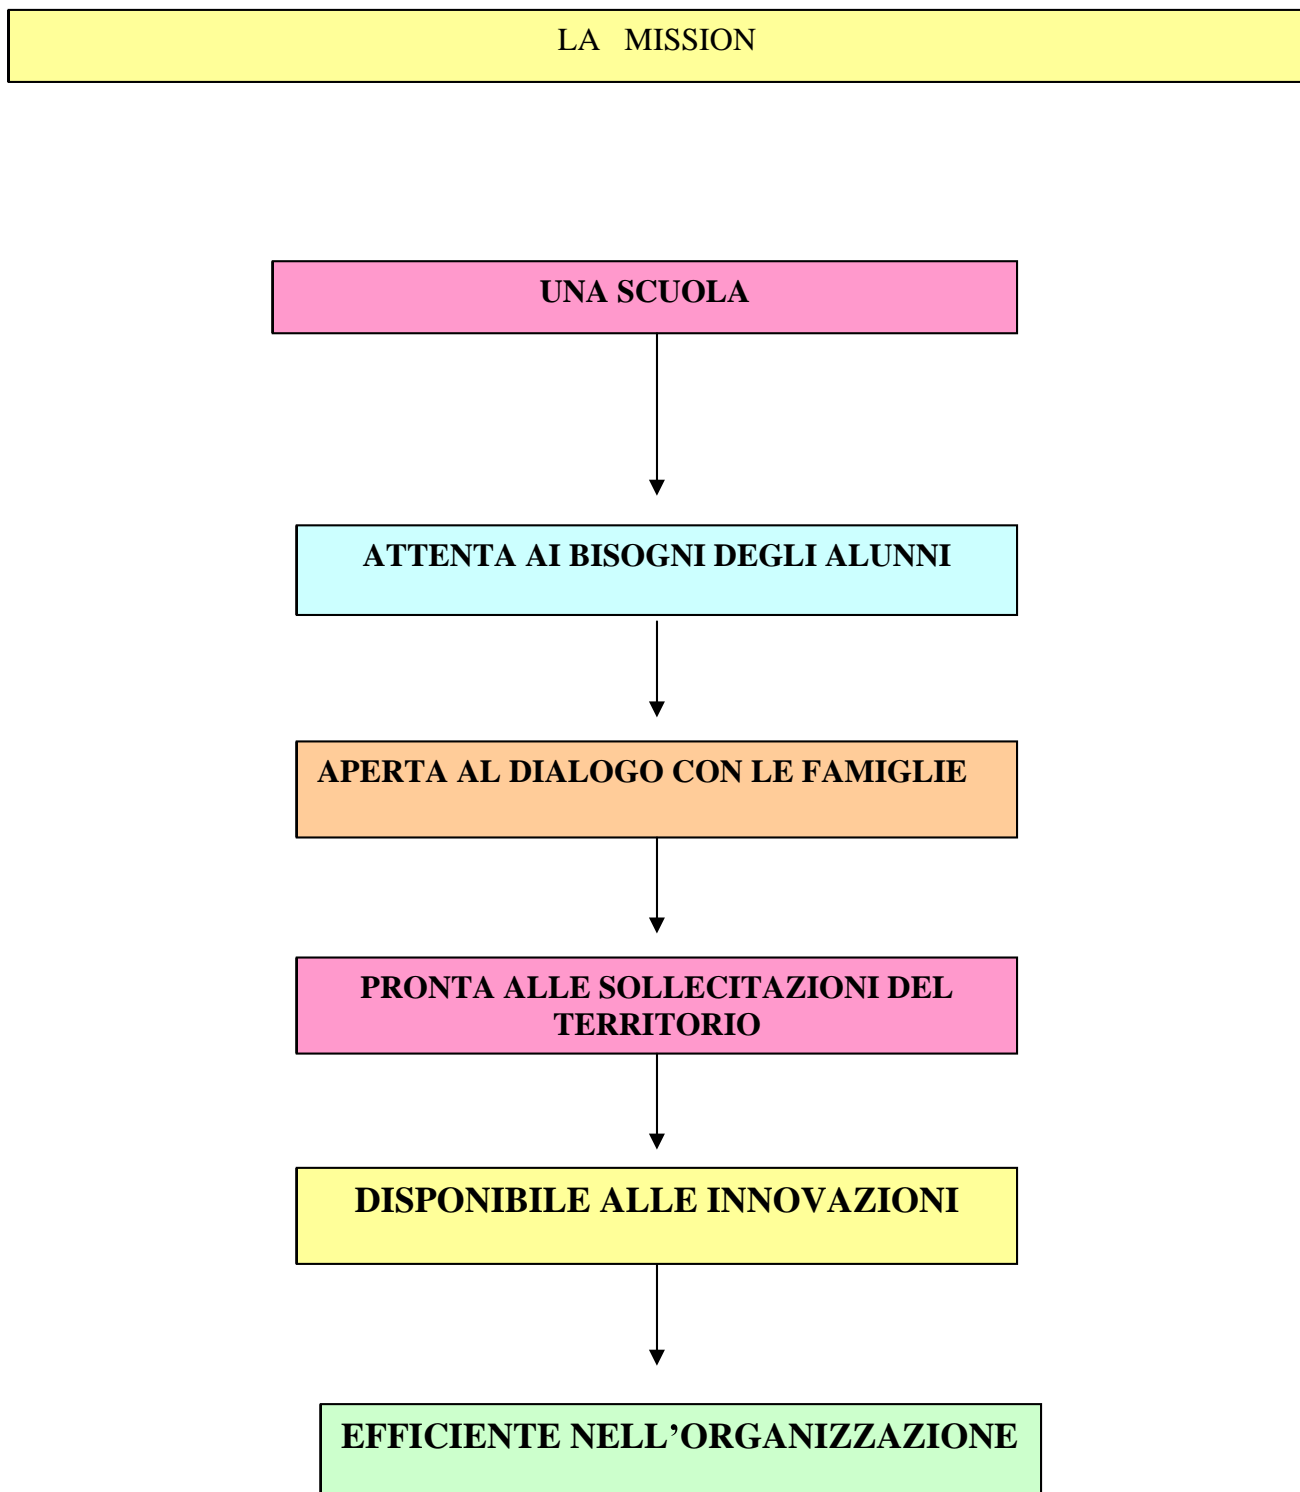 LA MISSION
UNA SCUOLA
ATTENTA AI BISOGNI DEGLI ALUNNI
APERTA AL DIALOGO CON LE FAMIGLIE
PRONTA ALLE SOLLECITAZIONI DEL
TERRITORIO
DISPONIBILE ALLE INNOVAZIONI
EFFICIENTE NELL’ORGANIZZAZIONE